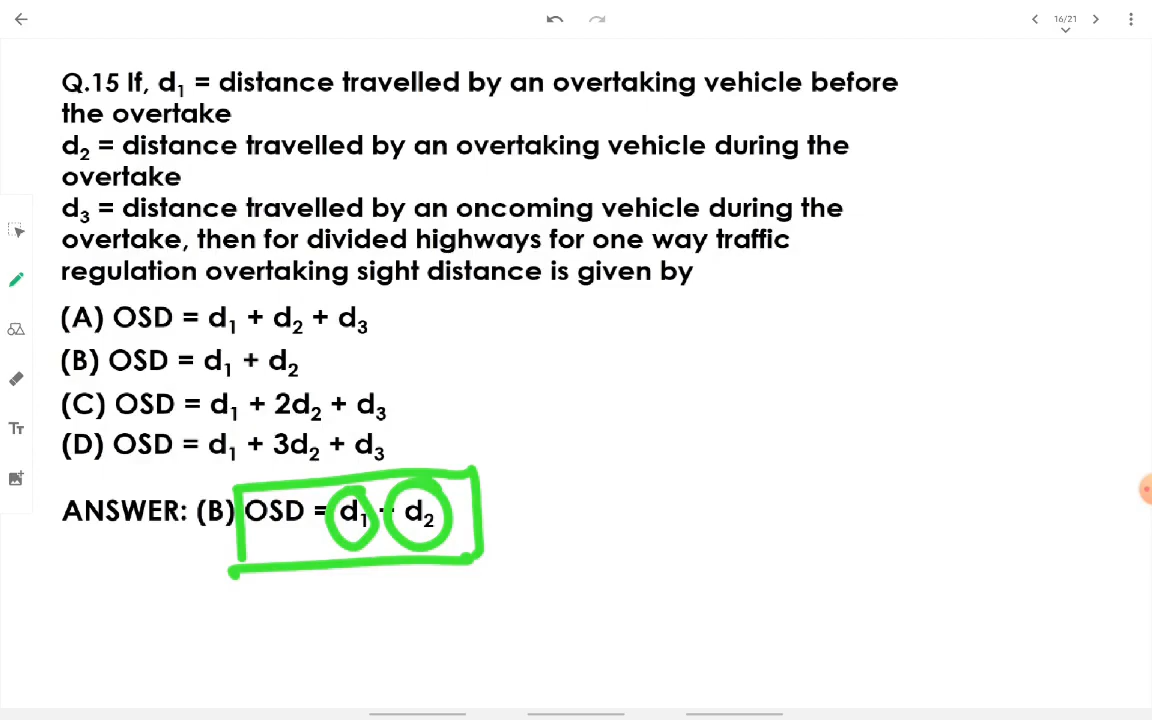 16/21
Q.15 If, d₁ = distance travelled by an overtaking vehicle before
the overtake
d₂ = distance travelled by an overtaking vehicle during the
overtake
d₃ = distance travelled by an oncoming vehicle during the
overtake, then for divided highways for one way traffic
regulation overtaking sight distance is given by
(A) OSD = d₁ + d₂ + d₃
(B) OSD = d₁ + d₂
(C) OSD = d₁ + 2d₂ + d₃
(D) OSD = d₁ + 3d₂ + d₃
ANSWER: (B) OSD = d₁ + d₂
Tт